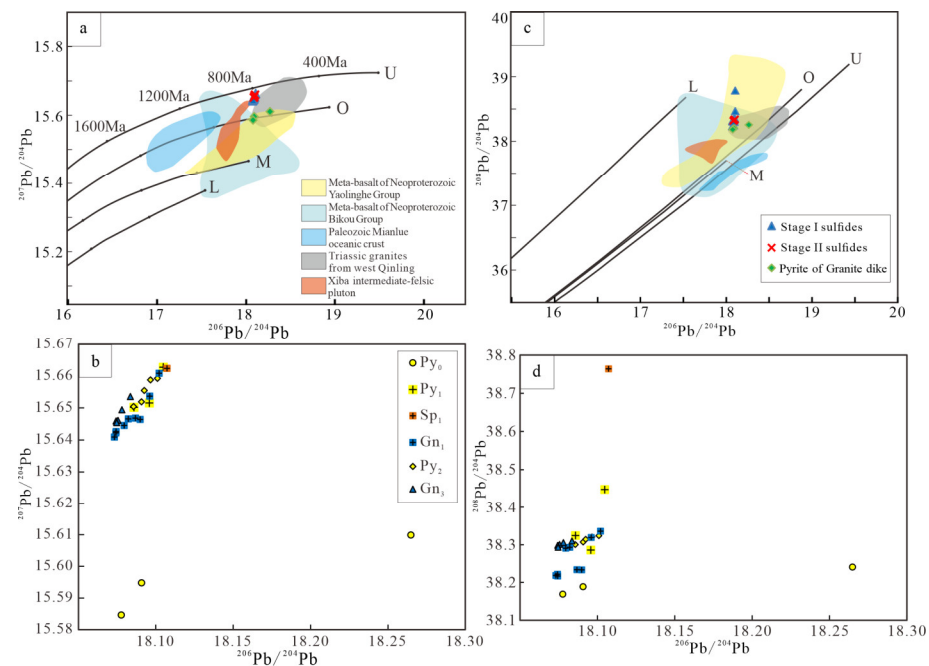 a
15.8
15.6
15.4
15.2
²⁰⁷Pb/²⁰⁴Pb
1600Ma
1200Ma
800Ma
400Ma
U
O
M
L
Meta-basalt of Neoproterozoic
Yaolinghe Group
Meta-basalt of Neoproterozoic
Bikou Group
Paleozoic Mianlue
oceanic crust
Triassic granites
from west Qinling
Xiba intermediate-felsic
pluton
16 17 18 19 20
²⁰⁶Pb/²⁰⁴Pb
c
40
39
38
37
36
L
O
U
M
Stage I sulfides
Stage II sulfides
Pyrite of Granite dike
16 17 18 19 20
²⁰⁶Pb/²⁰⁴Pb
b
15.67
15.66
15.65
15.64
15.63
15.62
15.61
15.60
15.59
15.58
²⁰⁷Pb/²⁰⁴Pb
Py₀
Py₁
Sp₁
Gn₁
Py₂
Gn₃
18.10 18.15 18.20 18.25 18.30
²⁰⁶Pb/²⁰⁴Pb
d
38.8
38.7
38.6
38.5
38.4
38.3
38.2
38.1
²⁰⁸Pb/²⁰⁴Pb
18.10 18.15 18.20 18.25 18.30
²⁰⁶Pb/²⁰⁴Pb